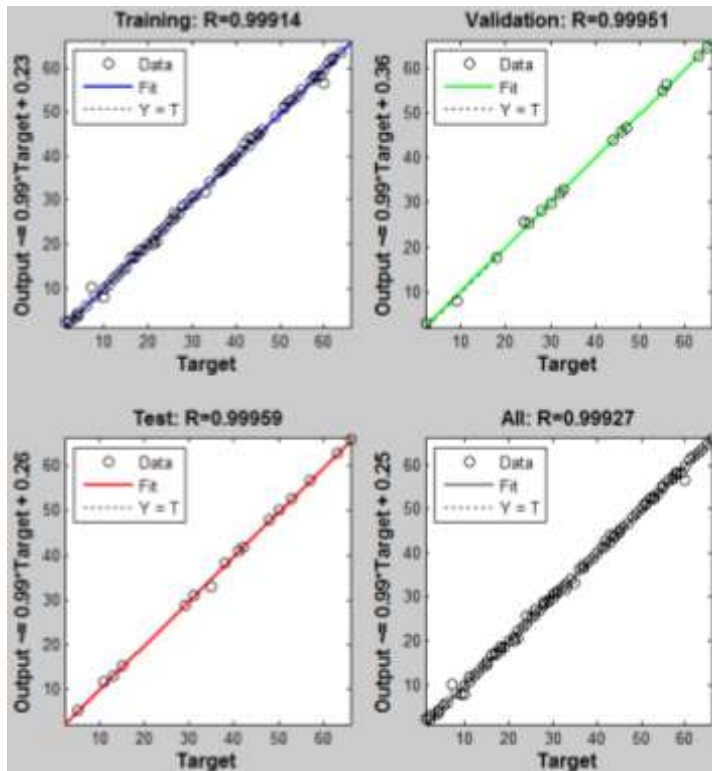 Training: R=0.99914
Output ~= 0.99*Target + 0.23
60
50
40
30
20
10
Data
Fit
Y = T
10 20 30 40 50 60
Target
Validation: R=0.99951
Output ~= 0.99*Target + 0.36
60
50
40
30
20
10
Data
Fit
Y = T
10 20 30 40 50 60
Target
Test: R=0.99959
Output ~= 0.99*Target + 0.26
60
50
40
30
20
10
Data
Fit
Y = T
10 20 30 40 50 60
Target
All: R=0.99927
Output ~= 0.99*Target + 0.25
60
50
40
30
20
10
Data
Fit
Y = T
10 20 30 40 50 60
Target